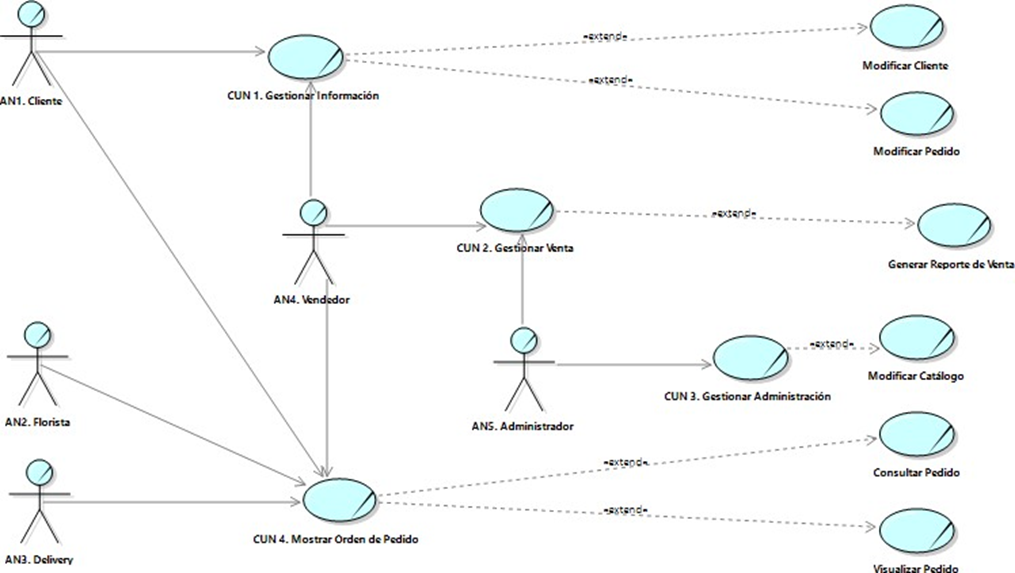 «extend»
Modificar Cliente
AN1. Cliente
CUN 1. Gestionar Información
«extend»
Modificar Pedido
«extend»
CUN 2. Gestionar Venta
Generar Reporte de Venta
AN4. Vendedor
«extend»
Modificar Catálogo
CUN 3. Gestionar Administración
AN2. Florista
AN5. Administrador
«extend»
Consultar Pedido
«extend»
CUN 4. Mostrar Orden de Pedido
AN3. Delivery
Visualizar Pedido